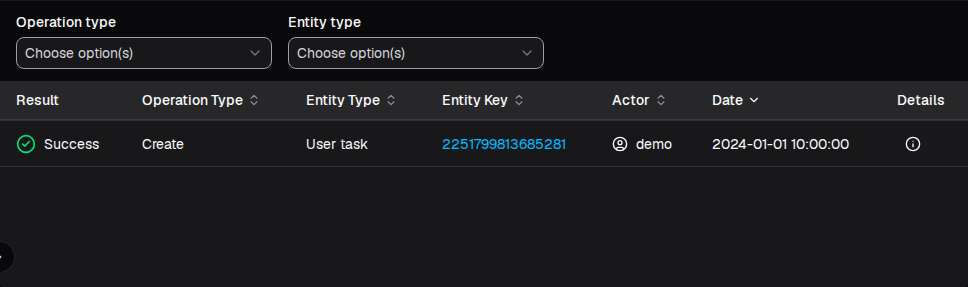 Operation type Entity type
Choose option(s) Choose option(s)
Result Operation Type Entity Type Entity Key Actor Date Details
Success Create User task 2251799813685281 demo 2024-01-01 10:00:00